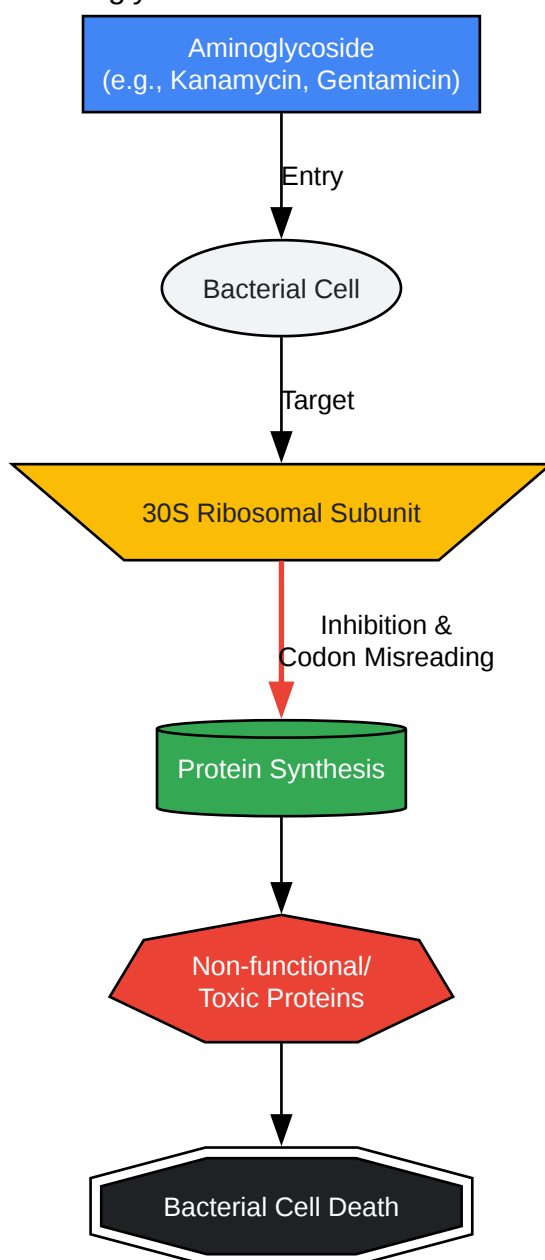 Aminoglycoside
(e.g., Kanamycin, Gentamicin)
Entry
Bacterial Cell
Target
30S Ribosomal Subunit
Inhibition &
Codon Misreading
Protein Synthesis
Non-functional/
Toxic Proteins
Bacterial Cell Death